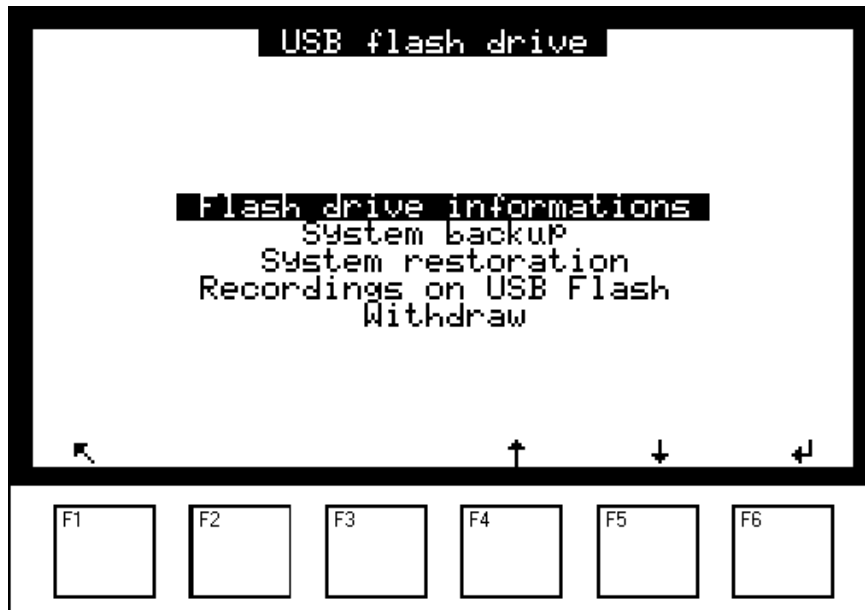 USB flash drive
Flash drive informations
System backup
System restoration
Recordings on USB Flash
Withdraw
F1 F2 F3 F4 F5 F6